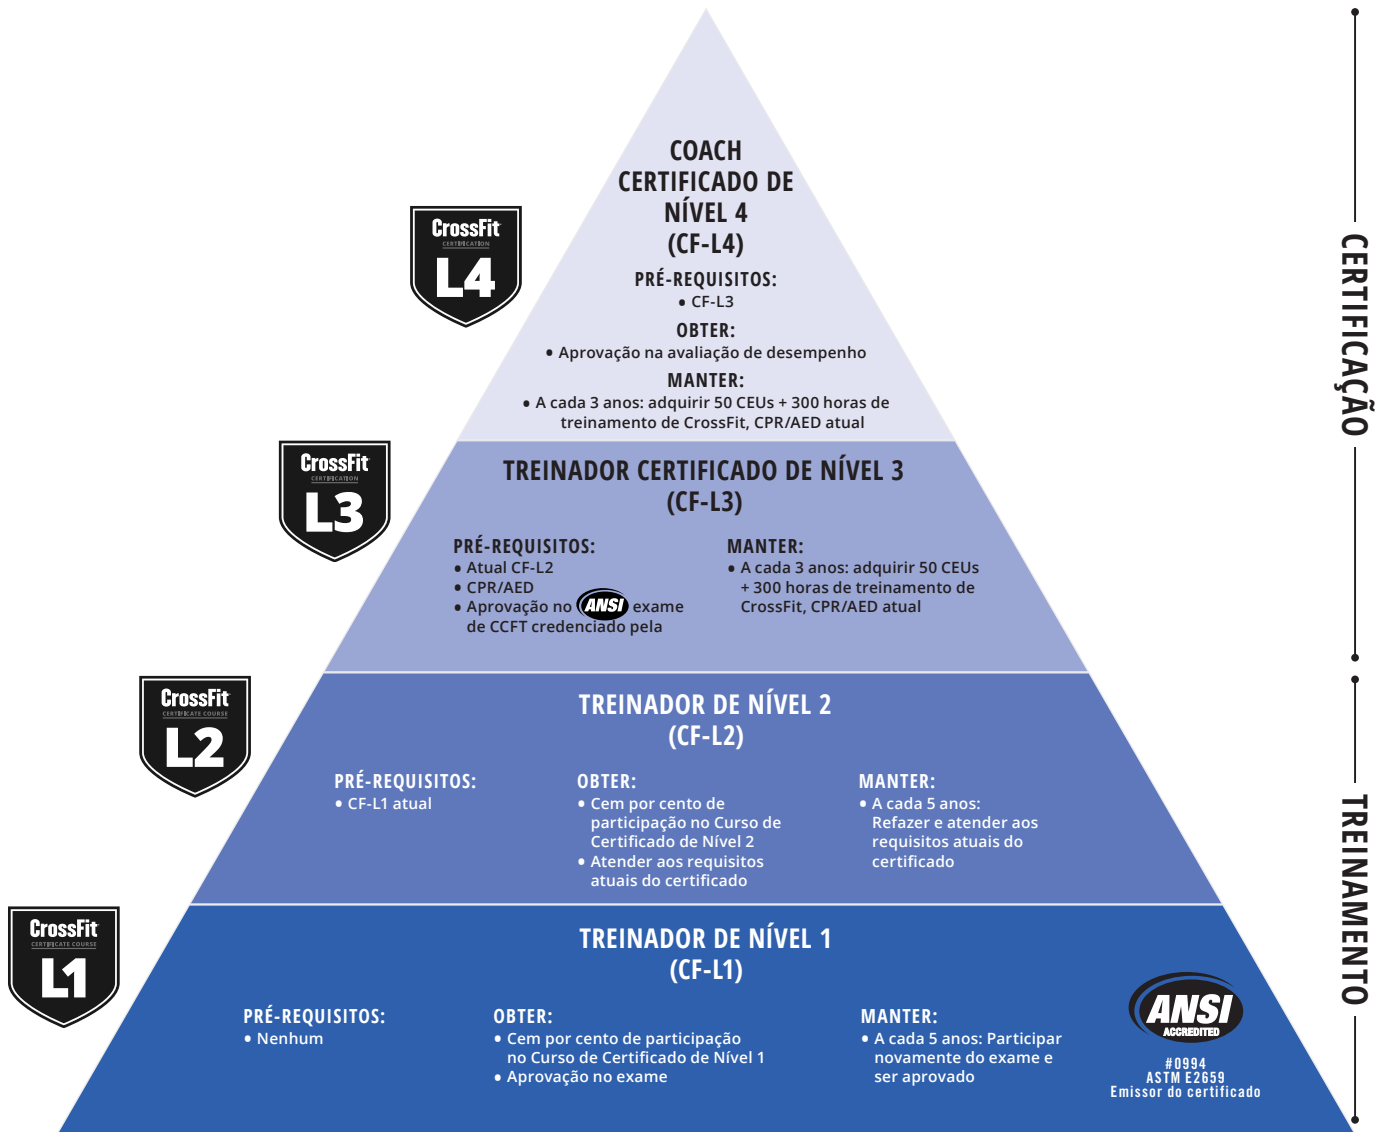 COACH
CERTIFICADO DE
NÍVEL 4
(CF-L4)
PRÉ-REQUISITOS:
• CF-L3
OBTER:
• Aprovação na avaliação de desempenho
MANTER:
• A cada 3 anos: adquirir 50 CEUs + 300 horas de
treinamento de CrossFit, CPR/AED atual
CrossFit
CERTIFICATION
L4
TREINADOR CERTIFICADO DE NÍVEL 3
(CF-L3)
PRÉ-REQUISITOS:
• Atual CF-L2
• CPR/AED
• Aprovação no ANSI exame
de CCFT credenciado pela
MANTER:
• A cada 3 anos: adquirir 50 CEUs
+ 300 horas de treinamento de
CrossFit, CPR/AED atual
CrossFit
CERTIFICATION
L3
TREINADOR DE NÍVEL 2
(CF-L2)
PRÉ-REQUISITOS:
• CF-L1 atual
OBTER:
• Cem por cento de
participação no Curso de
Certificado de Nível 2
• Atender aos requisitos
atuais do certificado
MANTER:
• A cada 5 anos:
Refazer e atender aos
requisitos atuais do
certificado
CrossFit
CERTIFICATE COURSE
L2
TREINADOR DE NÍVEL 1
(CF-L1)
PRÉ-REQUISITOS:
• Nenhum
OBTER:
• Cem por cento de participação
no Curso de Certificado de Nível 1
• Aprovação no exame
MANTER:
• A cada 5 anos: Participar
novamente do exame e
ser aprovado
CrossFit
CERTIFICATE COURSE
L1
ANSI
ACCREDITED
#0994
ASTM E2659
Emissor do certificado
CERTIFICAÇÃO
TREINAMENTO